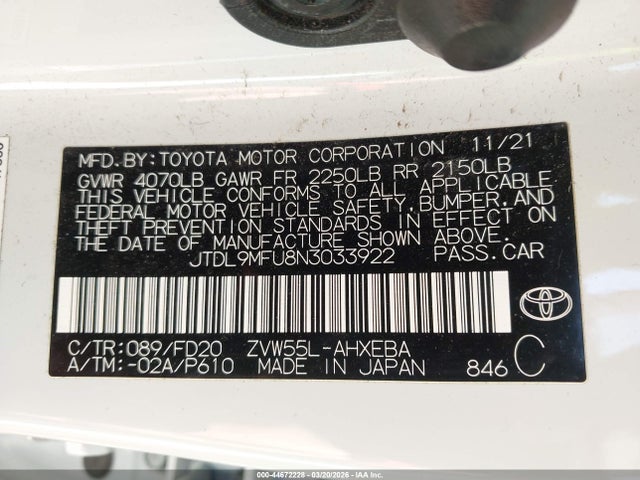 MFD.BY:TOYOTA MOTOR CORPORATION 11/21
GVWR 4070LB GAWR FR 2250LB RR 2150LB
THIS VEHICLE CONFORMS TO ALL APPLICABLE
FEDERAL MOTOR VEHICLE SAFETY,BUMPER,AND
THEFT PREVENTION STANDARDS IN EFFECT ON
THE DATE OF MANUFACTURE SHOWN ABOVE.
JTDL9MFU8N3033922 PASS.CAR
C/TR:089/FD20 ZVW55L-AHXEBA
A/TM:-02A/P610 MADE IN JAPAN 846 C
000-44672228 - 03/20/2026 - IAAI.COM